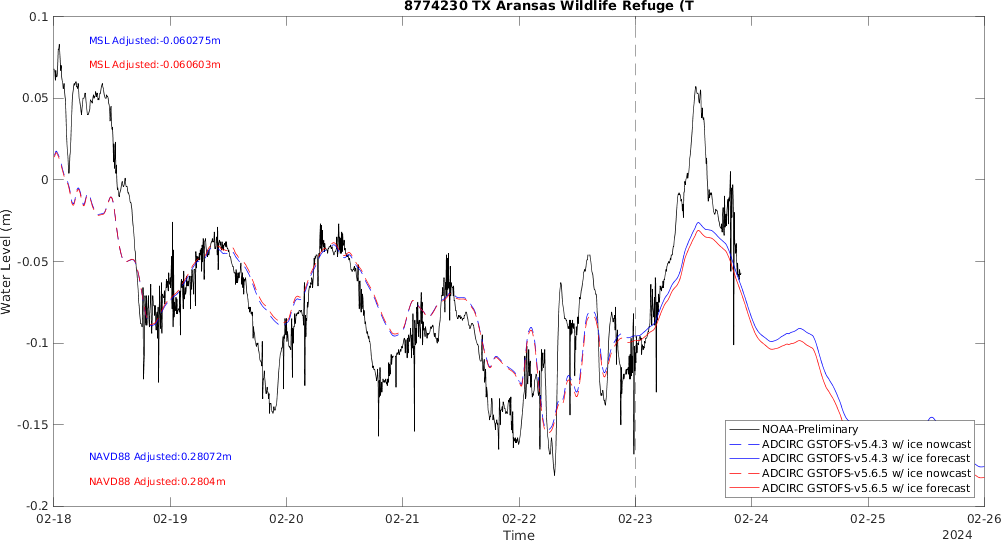 8774230 TX Aransas Wildlife Refuge (T
MSL Adjusted:-0.060275m
MSL Adjusted:-0.060603m
NAVD88 Adjusted:0.28072m
NAVD88 Adjusted:0.2804m
Water Level (m)
0.1
0.05
0
-0.05
-0.1
-0.15
-0.2
NOAA-Preliminary
ADCIRC GSTOFS-v5.4.3 w/ ice nowcast
ADCIRC GSTOFS-v5.4.3 w/ ice forecast
ADCIRC GSTOFS-v5.6.5 w/ ice nowcast
ADCIRC GSTOFS-v5.6.5 w/ ice forecast
02-18 02-19 02-20 02-21 02-22 02-23 02-24 02-25 02-26
Time
2024